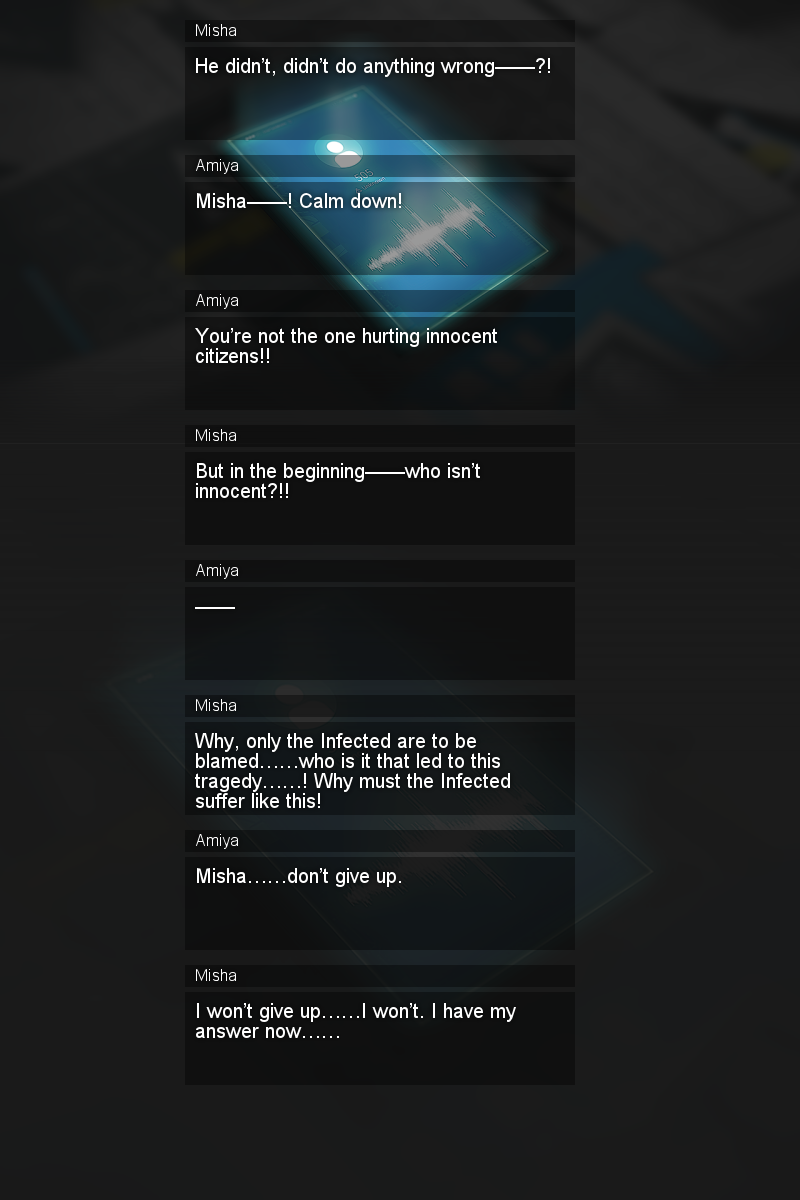 Misha
He didn’t, didn’t do anything wrong——?!
Amiya
Misha——! Calm down!
Amiya
You’re not the one hurting innocent
citizens!!
Misha
But in the beginning——who isn’t
innocent?!!
Amiya
——
Misha
Why, only the Infected are to be
blamed……who is it that led to this
tragedy……! Why must the Infected
suffer like this!
Amiya
Misha……don’t give up.
Misha
I won’t give up……I won’t. I have my
answer now……